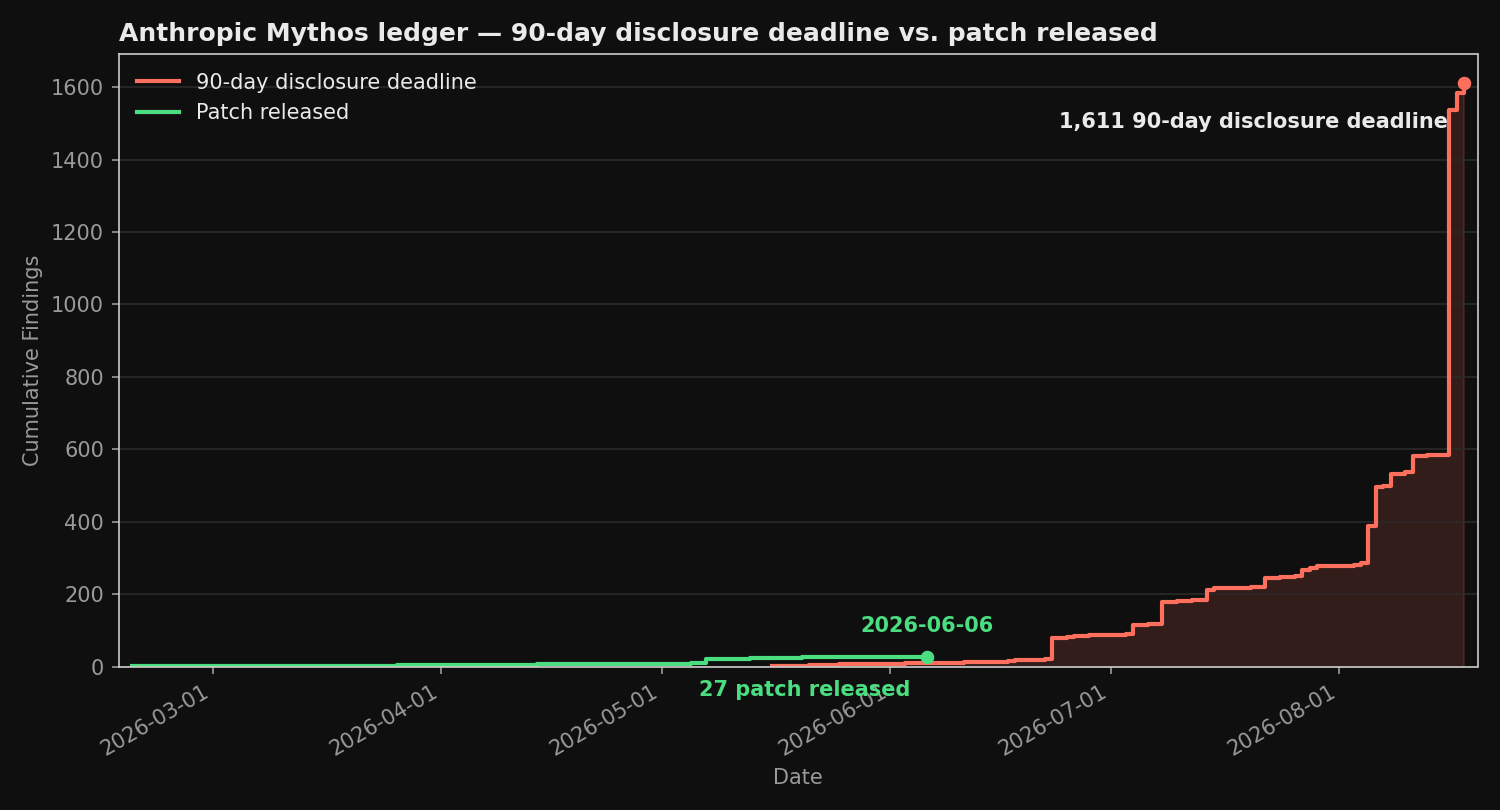 Anthropic Mythos ledger — 90-day disclosure deadline vs. patch released
90-day disclosure deadline
Patch released
1,611 90-day disclosure deadline
1600
1400
1200
1000
800
600
400
200
0
Cumulative Findings
2026-06-06
27 patch released
2026-03-01
2026-04-01
2026-05-01
2026-06-01
2026-07-01
2026-08-01
Date